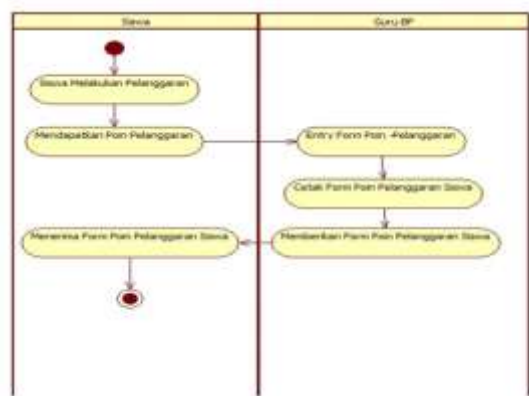 Siswa
Guru BP
Siswa Melakukan Pelanggaran
Mendapatkan Poin Pelanggaran
Entry Form Poin -Pelanggaran
Cetak Form Poin Pelanggaran Siswa
Memberikan Form Poin Pelanggaran Siswa
Menerima Form Poin Pelanggaran Siswa